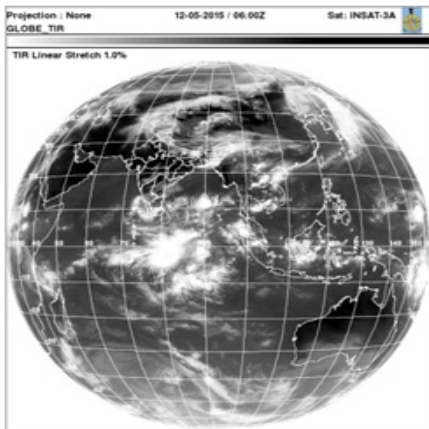 Projection : None 12-05-2015 / 06:00Z Sat: INSAT-3A
GLOBE_TIR
TIR Linear Stretch 1.0%